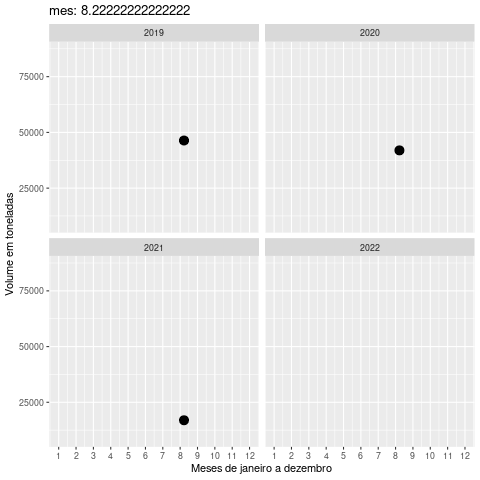 mes: 8.22222222222222
2019 2020
75000
50000
25000
Volume em toneladas
2021 2022
75000
50000
25000
1 2 3 4 5 6 7 8 9 10 11 12 1 2 3 4 5 6 7 8 9 10 11 12
Meses de janeiro a dezembro